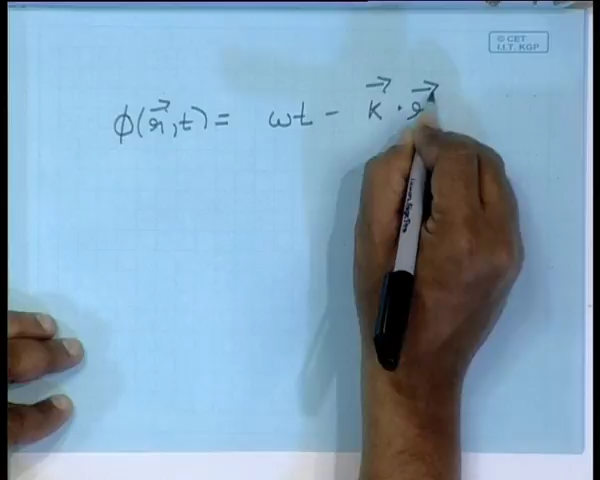 © CET
I.I.T. KGP
ϕ(r⃗,t) = ωt − k⃗ · r⃗